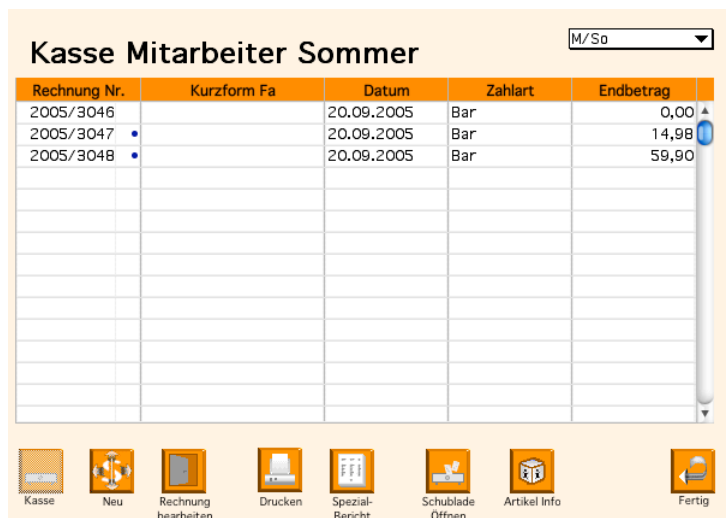 M/So
Kasse Mitarbeiter Sommer
Rechnung Nr. Kurzform Fa Datum Zahlart Endbetrag
2005/3046 20.09.2005 Bar 0,00
2005/3047 • 20.09.2005 Bar 14,98
2005/3048 • 20.09.2005 Bar 59,90
Kasse Neu Rechnung Drucken Spezial- Schublade Artikel Info Fertig
bearbeiten Bericht Öffnen